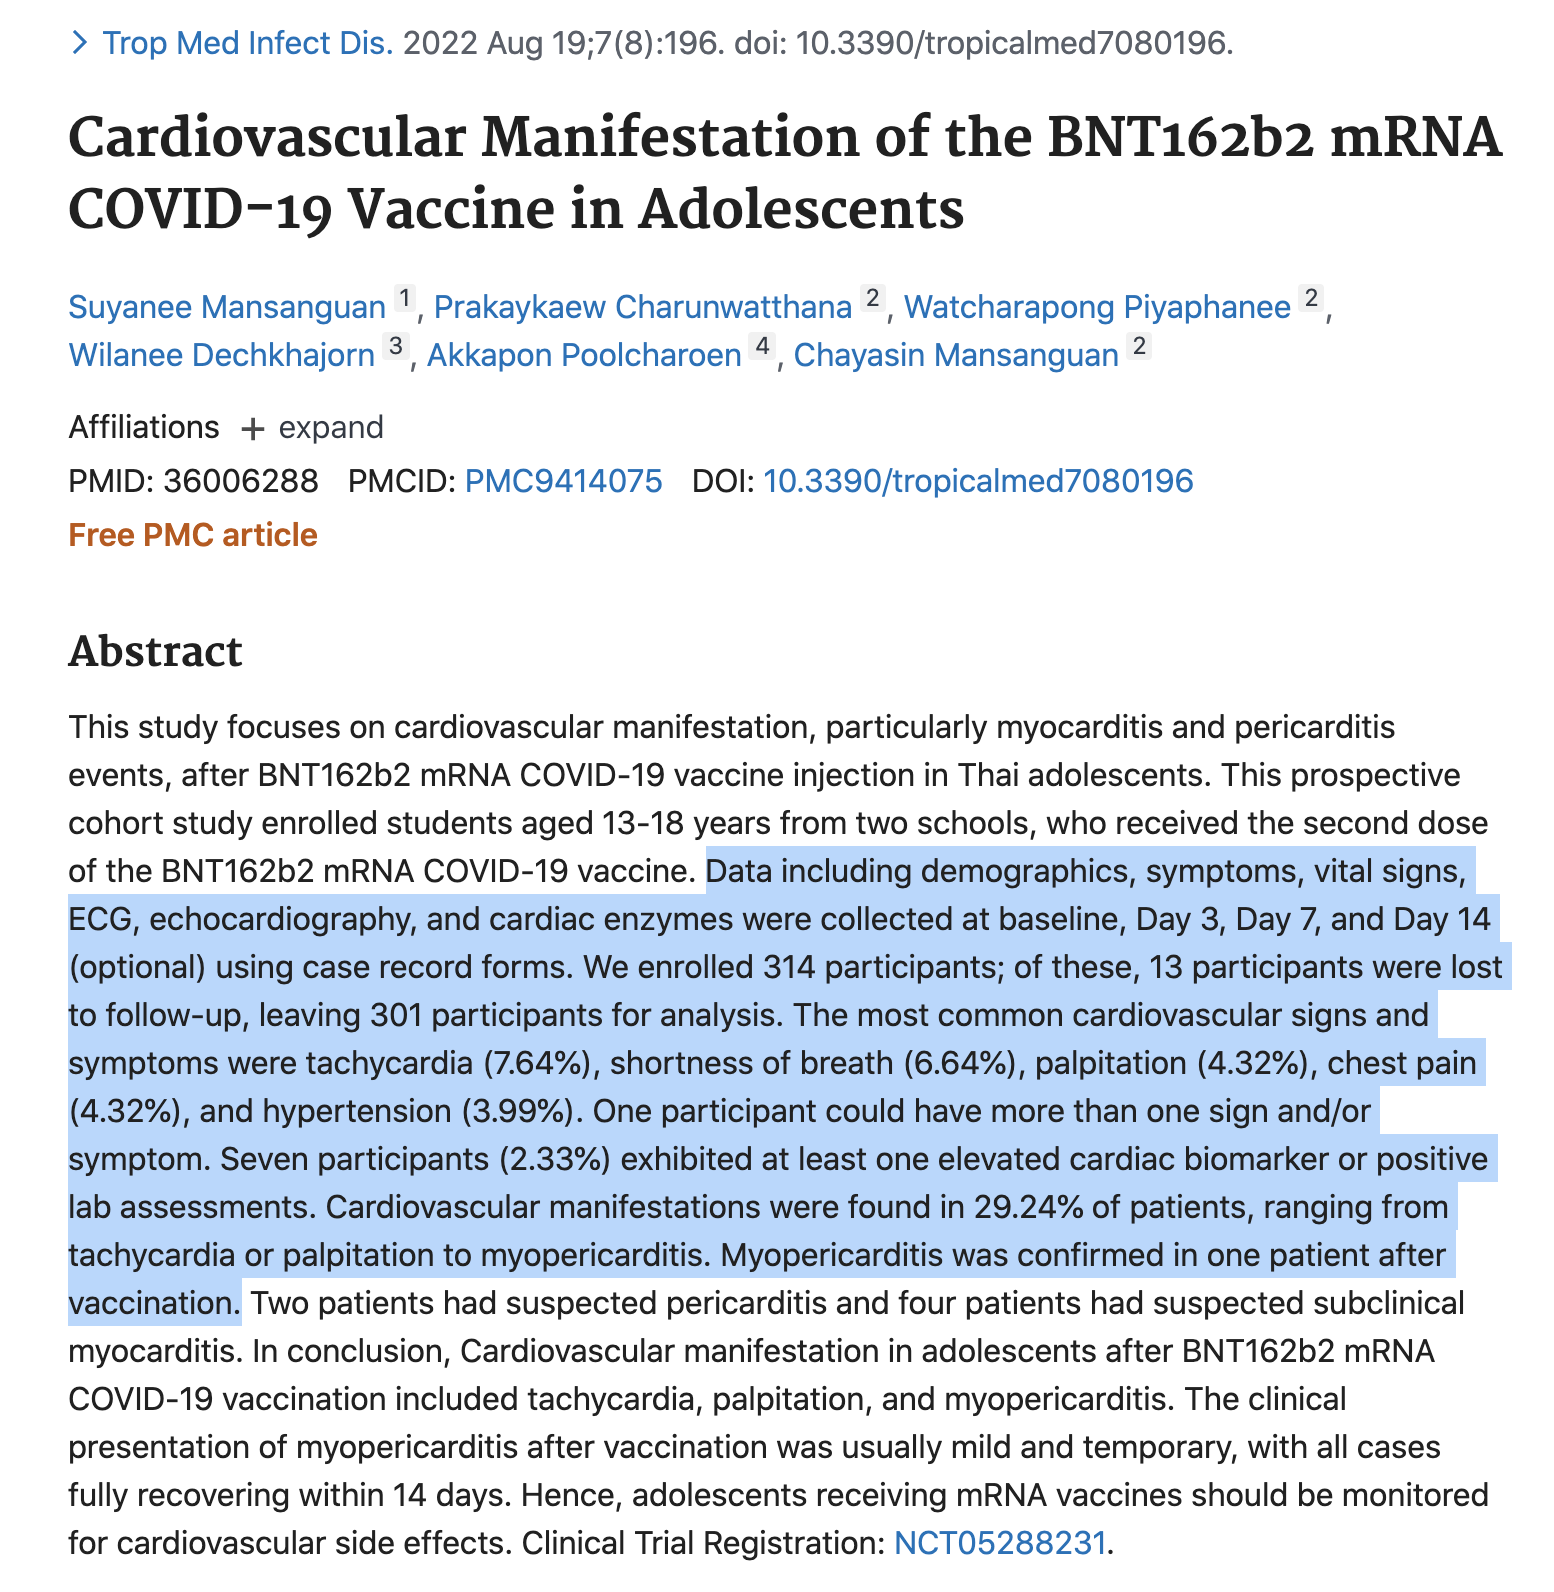 > Trop Med Infect Dis. 2022 Aug 19;7(8):196. doi: 10.3390/tropicalmed7080196.
Cardiovascular Manifestation of the BNT162b2 mRNA
COVID-19 Vaccine in Adolescents
Suyanee Mansanguan 1, Prakaykaew Charunwatthana 2, Watcharapong Piyaphanee 2,
Wilanee Dechkhajorn 3, Akkapon Poolcharoen 4, Chayasin Mansanguan 2
Affiliations + expand
PMID: 36006288 PMCID: PMC9414075 DOI: 10.3390/tropicalmed7080196
Free PMC article
Abstract
This study focuses on cardiovascular manifestation, particularly myocarditis and pericarditis
events, after BNT162b2 mRNA COVID-19 vaccine injection in Thai adolescents. This prospective
cohort study enrolled students aged 13-18 years from two schools, who received the second dose
of the BNT162b2 mRNA COVID-19 vaccine. Data including demographics, symptoms, vital signs,
ECG, echocardiography, and cardiac enzymes were collected at baseline, Day 3, Day 7, and Day 14
(optional) using case record forms. We enrolled 314 participants; of these, 13 participants were lost
to follow-up, leaving 301 participants for analysis. The most common cardiovascular signs and
symptoms were tachycardia (7.64%), shortness of breath (6.64%), palpitation (4.32%), chest pain
(4.32%), and hypertension (3.99%). One participant could have more than one sign and/or
symptom. Seven participants (2.33%) exhibited at least one elevated cardiac biomarker or positive
lab assessments. Cardiovascular manifestations were found in 29.24% of patients, ranging from
tachycardia or palpitation to myopericarditis. Myopericarditis was confirmed in one patient after
vaccination. Two patients had suspected pericarditis and four patients had suspected subclinical
myocarditis. In conclusion, Cardiovascular manifestation in adolescents after BNT162b2 mRNA
COVID-19 vaccination included tachycardia, palpitation, and myopericarditis. The clinical
presentation of myopericarditis after vaccination was usually mild and temporary, with all cases
fully recovering within 14 days. Hence, adolescents receiving mRNA vaccines should be monitored
for cardiovascular side effects. Clinical Trial Registration: NCT05288231.